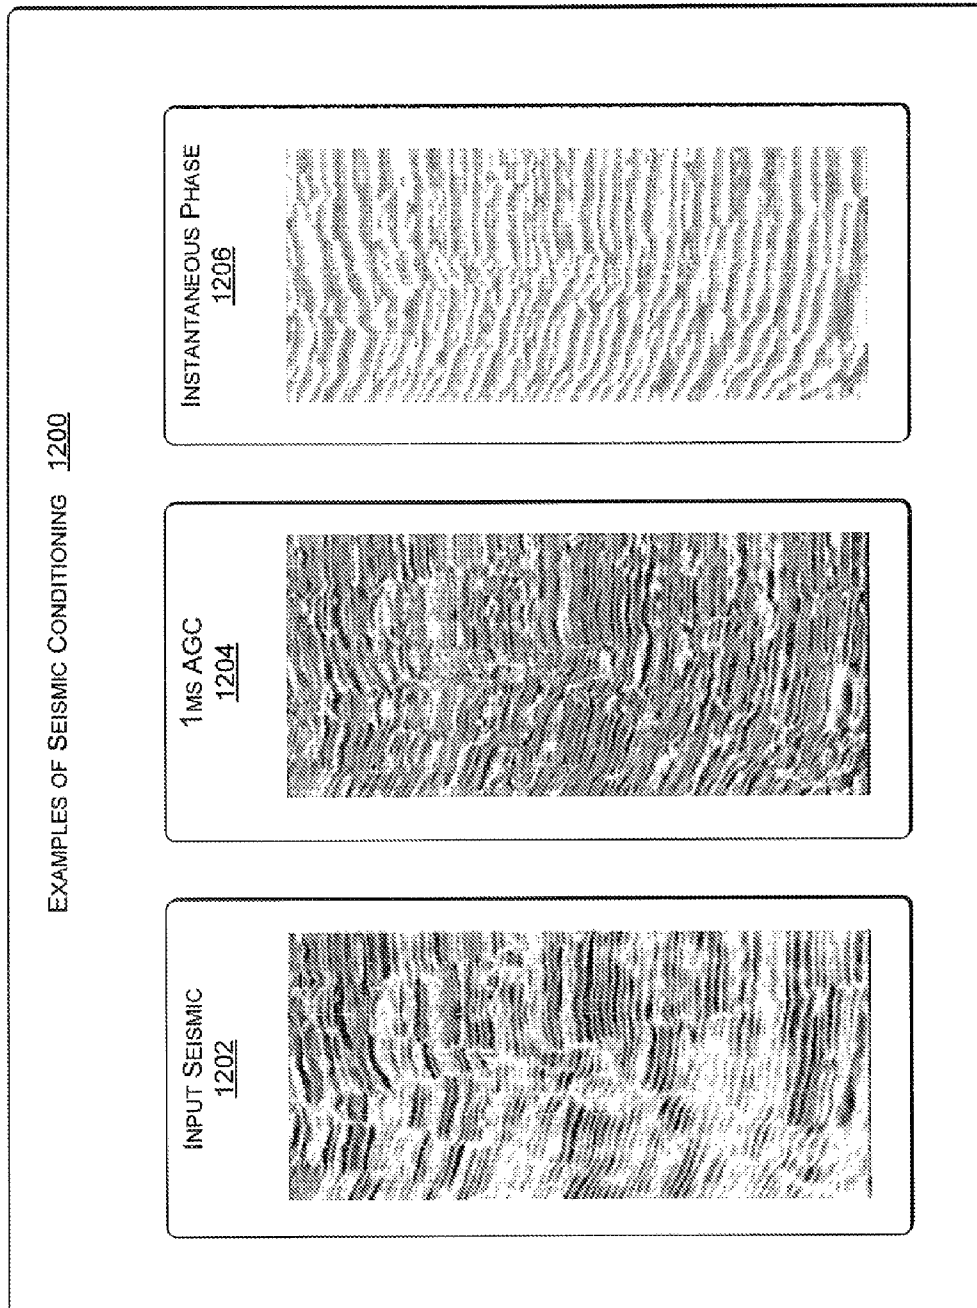 EXAMPLES OF SEISMIC CONDITIONING 1200
INPUT SEISMIC
1202
1MS AGC
1204
INSTANTANEOUS PHASE
1206